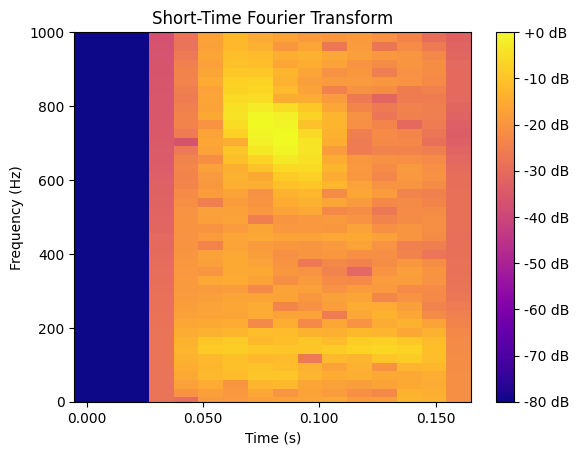 Short-Time Fourier Transform
1000
800
600
400
200
0
Frequency (Hz)
0.000
0.050
0.100
0.150
Time (s)
+0 dB
-10 dB
-20 dB
-30 dB
-40 dB
-50 dB
-60 dB
-70 dB
-80 dB